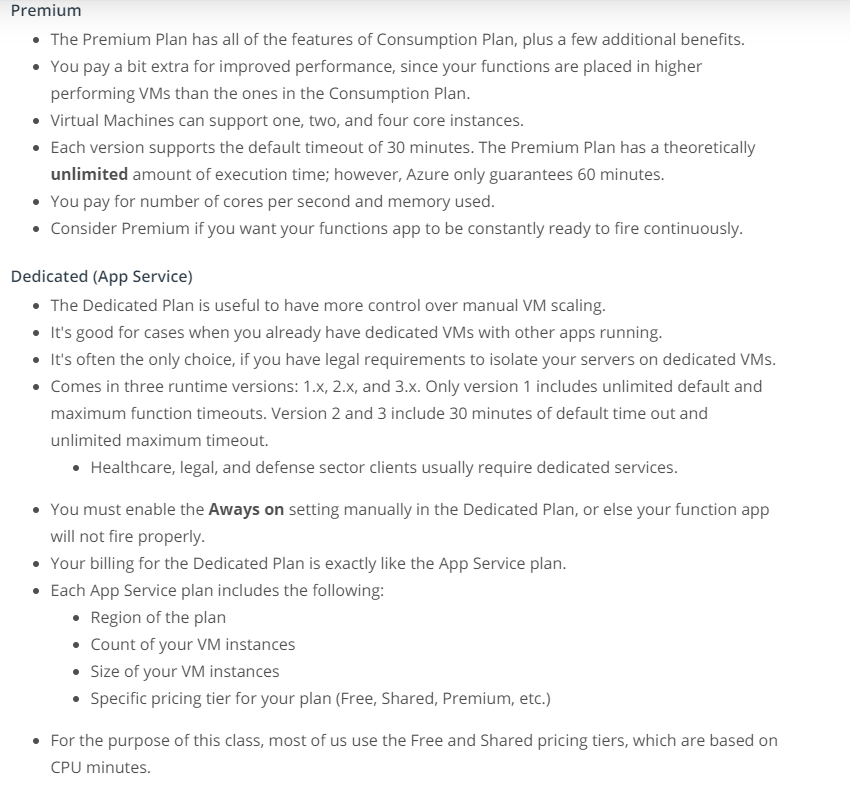 Premium
• The Premium Plan has all of the features of Consumption Plan, plus a few additional benefits.
• You pay a bit extra for improved performance, since your functions are placed in higher
performing VMs than the ones in the Consumption Plan.
• Virtual Machines can support one, two, and four core instances.
• Each version supports the default timeout of 30 minutes. The Premium Plan has a theoretically
unlimited amount of execution time; however, Azure only guarantees 60 minutes.
• You pay for number of cores per second and memory used.
• Consider Premium if you want your functions app to be constantly ready to fire continuously.
Dedicated (App Service)
• The Dedicated Plan is useful to have more control over manual VM scaling.
• It's good for cases when you already have dedicated VMs with other apps running.
• It's often the only choice, if you have legal requirements to isolate your servers on dedicated VMs.
• Comes in three runtime versions: 1.x, 2.x, and 3.x. Only version 1 includes unlimited default and
maximum function timeouts. Version 2 and 3 include 30 minutes of default time out and
unlimited maximum timeout.
• Healthcare, legal, and defense sector clients usually require dedicated services.
• You must enable the Aways on setting manually in the Dedicated Plan, or else your function app
will not fire properly.
• Your billing for the Dedicated Plan is exactly like the App Service plan.
• Each App Service plan includes the following:
• Region of the plan
• Count of your VM instances
• Size of your VM instances
• Specific pricing tier for your plan (Free, Shared, Premium, etc.)
• For the purpose of this class, most of us use the Free and Shared pricing tiers, which are based on
CPU minutes.